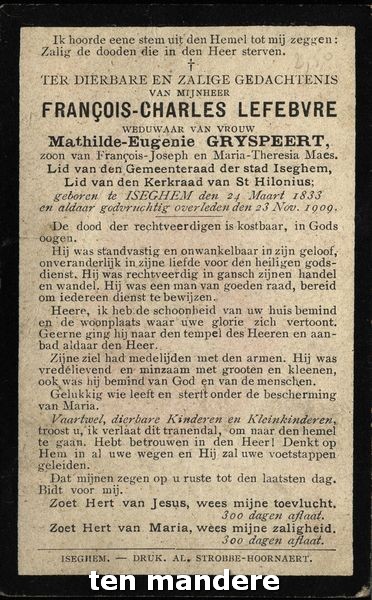 Ik hoorde eene stem uit den Hemel tot mij zeggen:
Zalig de dooden die in den Heer sterven.
†
TER DIERBARE EN ZALIGE GEDACHTENIS
VAN MIJNHEER
FRANÇOIS-CHARLES LEFEBVRE
WEDUWAAR VAN VROUW
Mathilde-Eugenie GRYSPEERT,
zoon van François-Joseph en Maria-Theresia Maes.
Lid van den Gemeenteraad der stad Iseghem,
Lid van den Kerkraad van St Hilonius;
geboren te ISEGHEM den 24 Maart 1833
en aldaar godvruchtig overleden den 23 Nov. 1909.
De dood der rechtveerdigen is kostbaar, in Gods
oogen.
Hij was standvastig en onwankelbaar in zijn geloof,
onveranderlijk in zijne liefde voor den heiligen gods-
dienst. Hij was rechtveerdig in gansch zijnen handel
en wandel. Hij was een man van goeden raad, bereid
om iedereen dienst te bewijzen.
Heere, ik heb de schoonheid van uw huis bemind
en de woonplaats waar uwe glorie zich vertoont.
Geerne ging hij naar den tempel des Heeren en aan-
bad aldaar den Heer.
Zijne ziel had medelijden met den armen. Hij was
vredelievend en minzaam met grooten en kleenen,
ook was hij bemind van God en van de menschen.
Gelukkig wie leeft en sterft onder de bescherming
van Maria.
Vaartwel, dierbare Kinderen en Kleinkinderen,
troost u, ik verlaat dit tranendal, om naar den hemel
te gaan. Hebt betrouwen in den Heer! Denkt op
Hem in al uwe wegen en Hij zal uwe voetstappen
geleiden.
Dat mijnen zegen op u ruste tot den laatsten dag.
Bidt voor mij.
Zoet Hert van Jesus, wees mijne toevlucht.
300 dagen aflaat.
Zoet Hert van Maria, wees mijne zaligheid.
300 dagen aflaat.
ISEGHEM. — DRUK. AL. STROBBE-HOORNAERT.
ten mandere